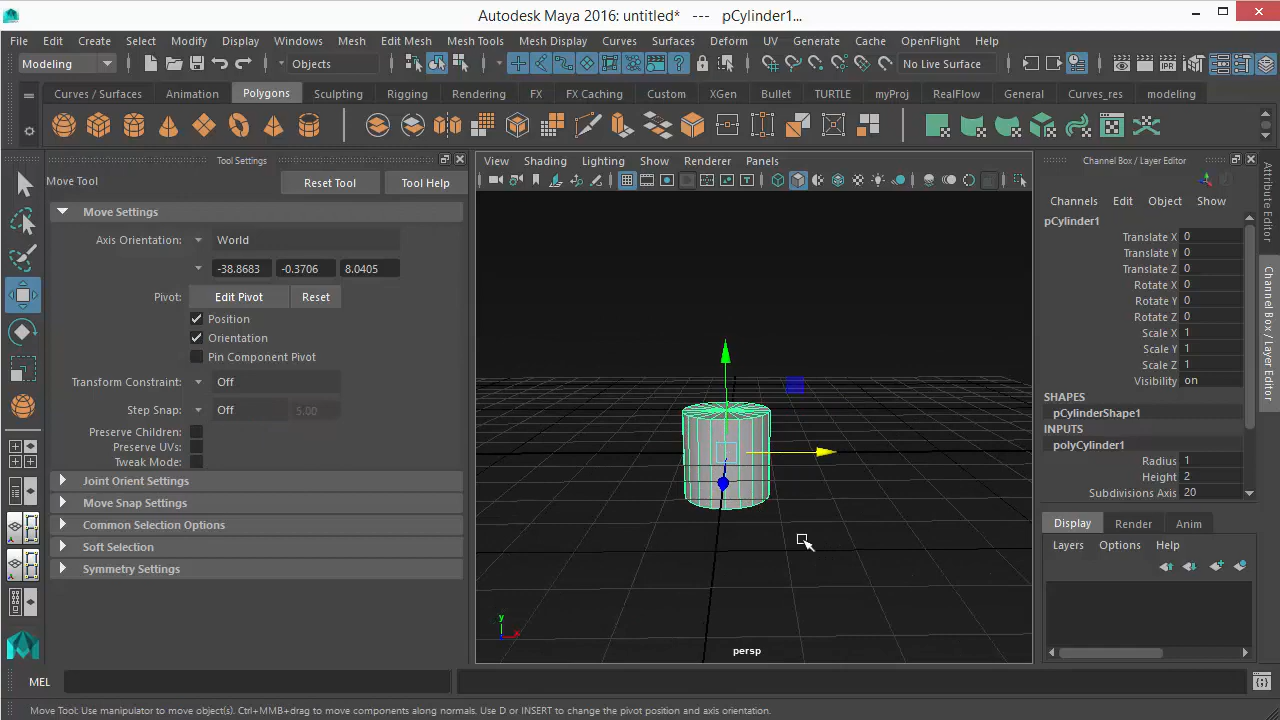 Autodesk Maya 2016: untitled*   ---   pCylinder1...
File Edit Create Select Modify Display Windows Mesh Edit Mesh Mesh Tools Mesh Display Curves Surfaces Deform UV Generate Cache OpenFlight Help
Modeling Objects No Live Surface
Curves / Surfaces Animation Polygons Sculpting Rigging Rendering FX FX Caching Custom XGen Bullet TURTLE myProj RealFlow General Curves_res modeling
Tool Settings
Move Tool Reset Tool Tool Help
Move Settings
Axis Orientation: World
-38.8683 -0.3706 8.0405
Pivot: Edit Pivot Reset
Position
Orientation
Pin Component Pivot
Transform Constraint: Off
Step Snap: Off 5.00
Preserve Children:
Preserve UVs:
Tweak Mode:
Joint Orient Settings
Move Snap Settings
Common Selection Options
Soft Selection
Symmetry Settings
View Shading Lighting Show Renderer Panels
y
x
persp
Channel Box / Layer Editor
Channels Edit Object Show
pCylinder1
Translate X 0
Translate Y 0
Translate Z 0
Rotate X 0
Rotate Y 0
Rotate Z 0
Scale X 1
Scale Y 1
Scale Z 1
Visibility on
SHAPES
pCylinderShape1
INPUTS
polyCylinder1
Radius 1
Height 2
Subdivisions Axis 20
Display Render Anim
Layers Options Help
Attribute Editor
Channel Box / Layer Editor
MEL
Move Tool: Use manipulator to move object(s). Ctrl+MMB+drag to move components along normals. Use D or INSERT to change the pivot position and axis orientation.